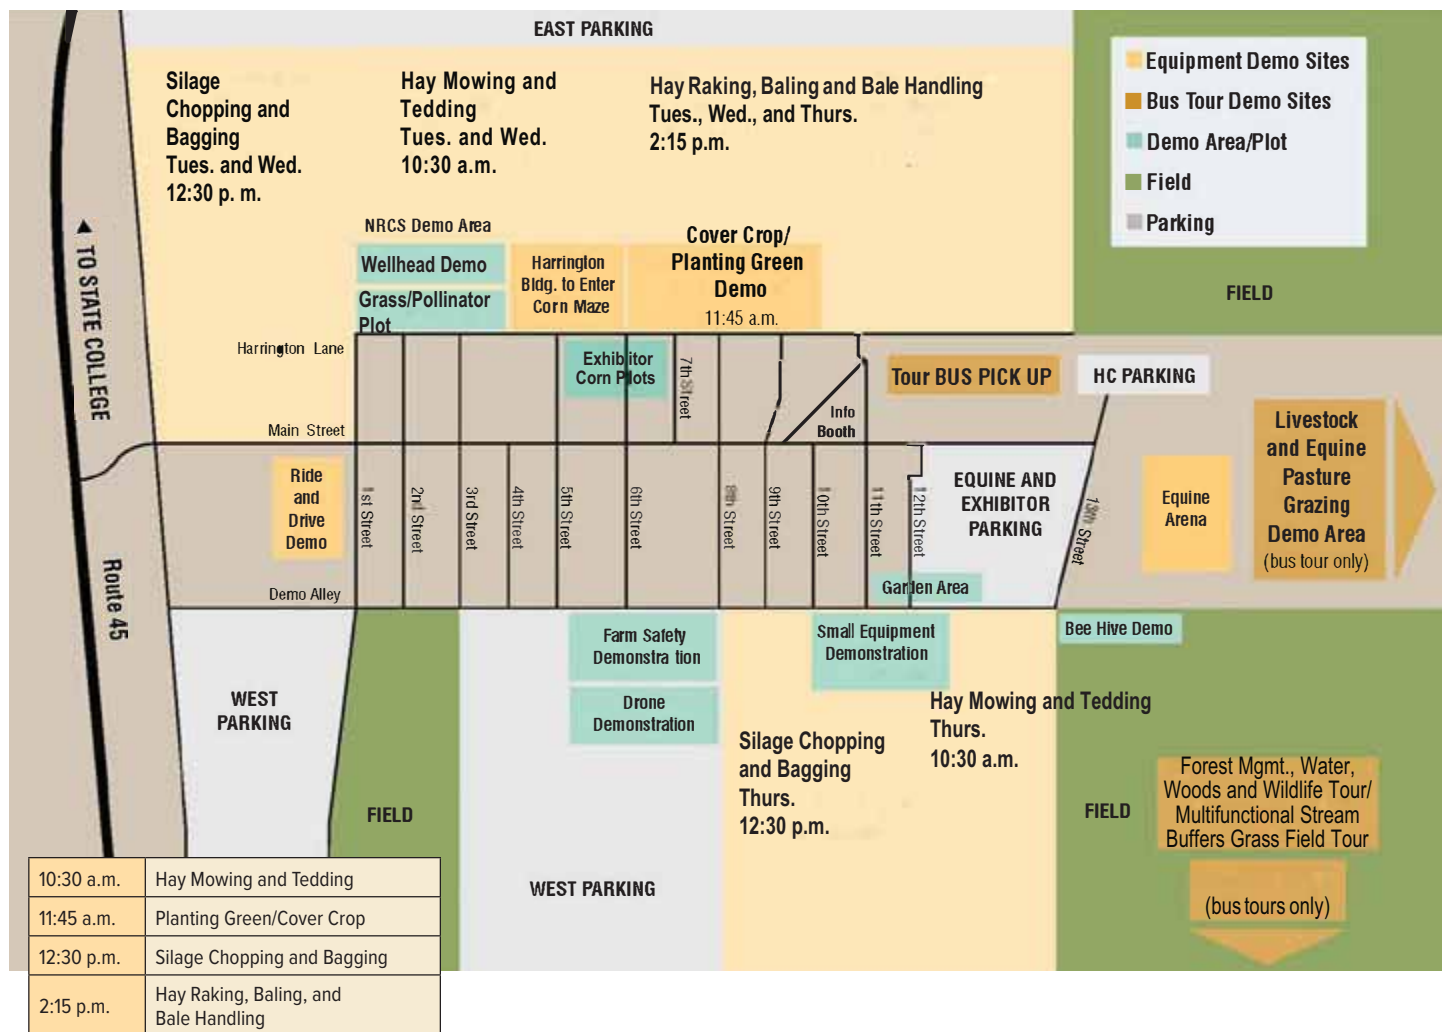 EAST PARKING
Silage
Chopping and
Bagging
Tues. and Wed.
12:30 p. m.
Hay Mowing and
Tedding
Tues. and Wed.
10:30 a.m.
Hay Raking, Baling and Bale Handling
Tues., Wed., and Thurs.
2:15 p.m.
Equipment Demo Sites
Bus Tour Demo Sites
Demo Area/Plot
Field
Parking
FIELD
◄ TO STATE COLLEGE
Route 45
NRCS Demo Area
Wellhead Demo
Grass/Pollinator
Plot
Harrington
Bldg. to Enter
Corn Maze
Cover Crop/
Planting Green
Demo
11:45 a.m.
Harrington Lane
Exhibitor
Corn Plots
7th Street
Info
Booth
Tour BUS PICK UP
HC PARKING
Main Street
Ride
and
Drive
Demo
1st Street
2nd Street
3rd Street
4th Street
5th Street
6th Street
8th Street
9th Street
10th Street
11th Street
12th Street
EQUINE AND
EXHIBITOR
PARKING
13th Street
Equine
Arena
Livestock
and Equine
Pasture
Grazing
Demo Area
(bus tour only)
Demo Alley
Garden Area
WEST
PARKING
FIELD
Farm Safety
Demonstra tion
Drone
Demonstration
WEST PARKING
Small Equipment
Demonstration
Bee Hive Demo
Hay Mowing and Tedding
Thurs.
10:30 a.m.
Silage Chopping
and Bagging
Thurs.
12:30 p.m.
FIELD
Forest Mgmt., Water,
Woods and Wildlife Tour/
Multifunctional Stream
Buffers Grass Field Tour
(bus tours only)
10:30 a.m. Hay Mowing and Tedding
11:45 a.m. Planting Green/Cover Crop
12:30 p.m. Silage Chopping and Bagging
2:15 p.m. Hay Raking, Baling, and
Bale Handling